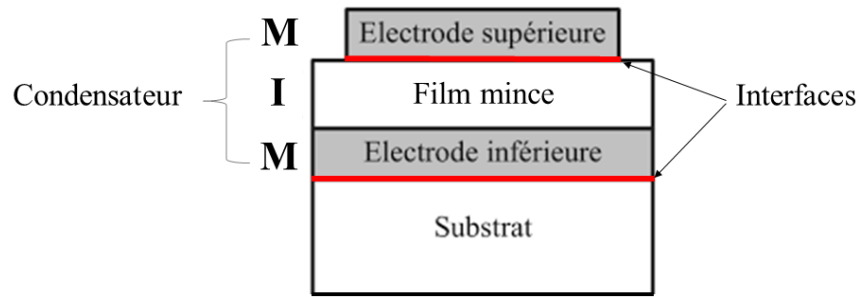 M
Electrode supérieure
Condensateur
I
Film mince
Interfaces
M
Electrode inférieure
Substrat